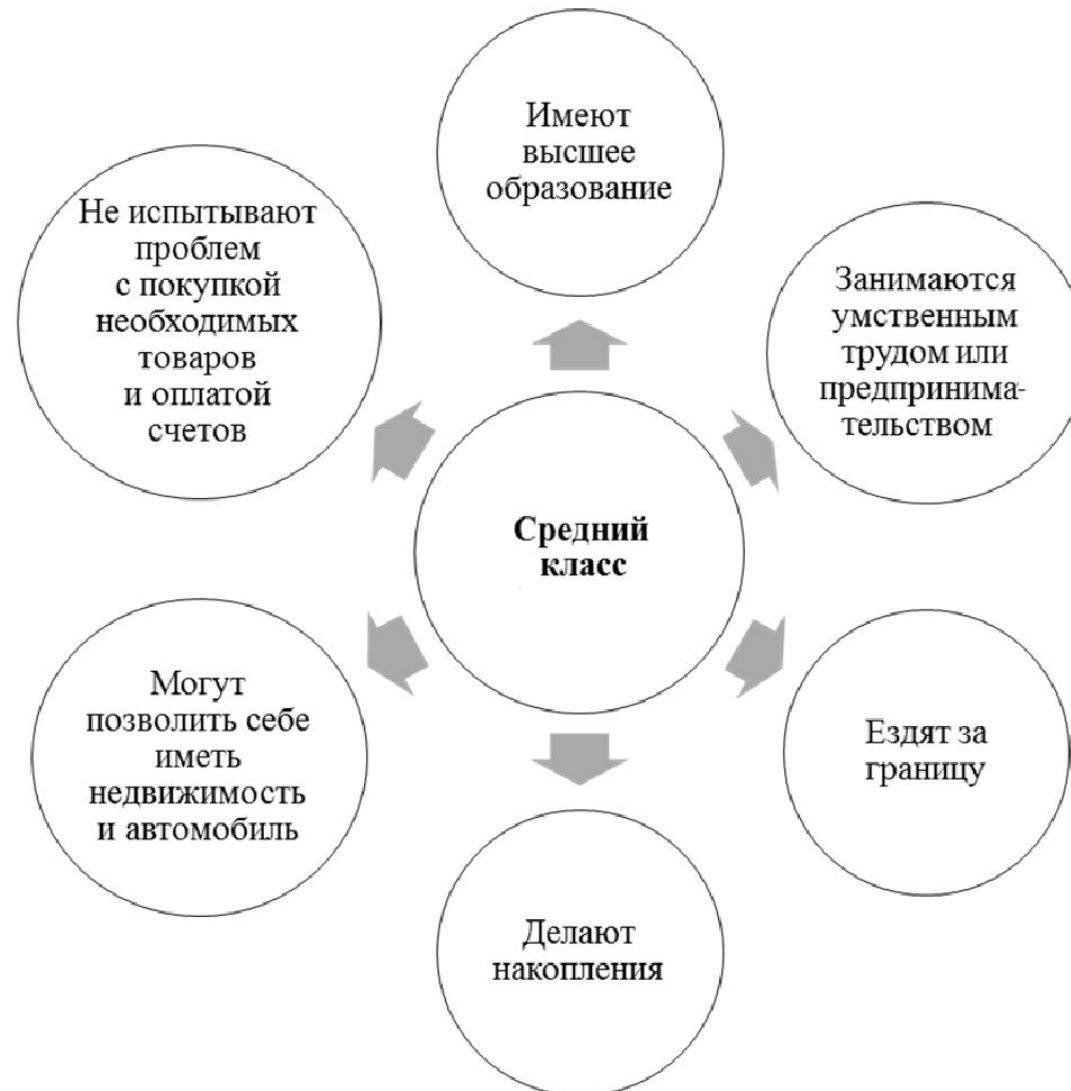 Имеют
высшее
образование
Не испытывают
проблем
с покупкой
необходимых
товаров
и оплатой
счетов
Занимаются
умственным
трудом или
предпринима-
тельством
Средний
класс
Могут
позволить себе
иметь
недвижимость
и автомобиль
Ездят за
границу
Делают
накопления